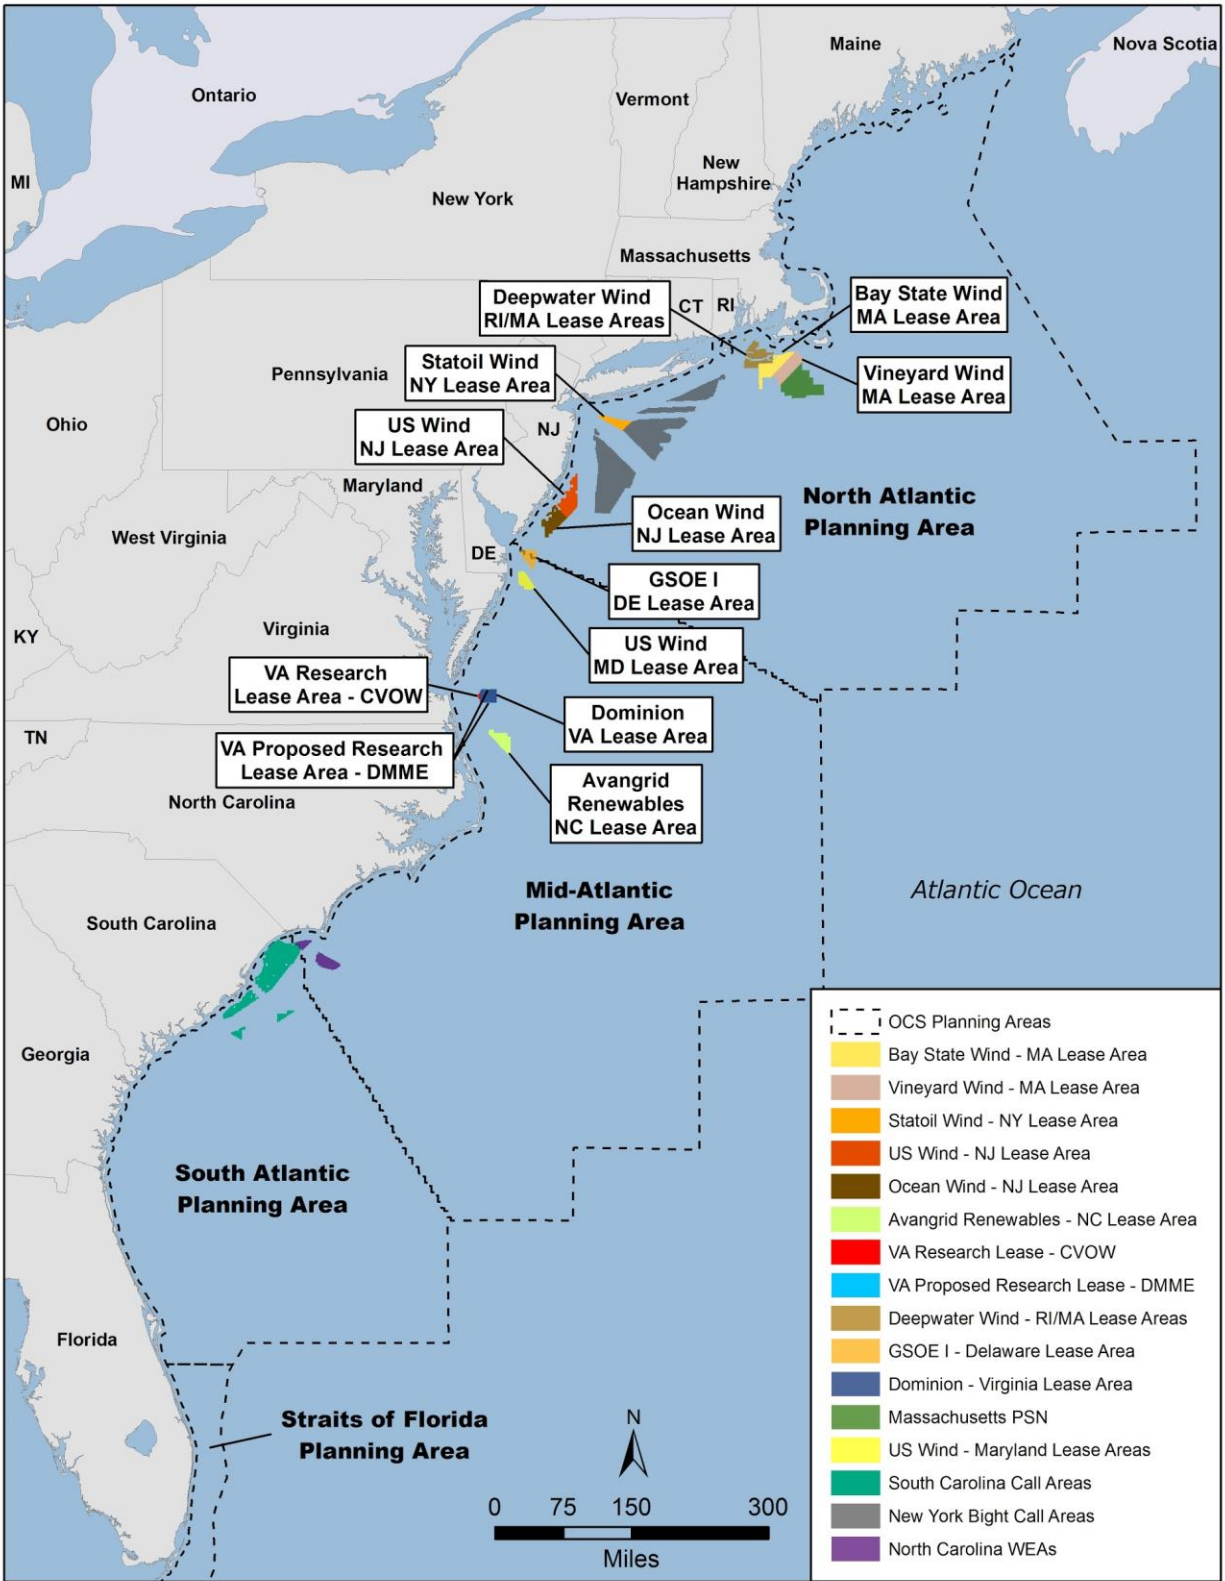 Maine
Nova Scotia
Ontario
Vermont
MI
New
Hampshire
New York
Massachusetts
CT
RI
Deepwater Wind
RI/MA Lease Areas
Bay State Wind
MA Lease Area
Statoil Wind
NY Lease Area
Vineyard Wind
MA Lease Area
Pennsylvania
Ohio
US Wind
NJ Lease Area
NJ
Maryland
North Atlantic
Planning Area
Ocean Wind
NJ Lease Area
West Virginia
DE
GSOE I
DE Lease Area
KY
Virginia
US Wind
MD Lease Area
VA Research
Lease Area - CVOW
Dominion
VA Lease Area
TN
VA Proposed Research
Lease Area - DMME
North Carolina
Avangrid
Renewables
NC Lease Area
Mid-Atlantic
Planning Area
Atlantic Ocean
South Carolina
Georgia
South Atlantic
Planning Area
Florida
Straits of Florida
Planning Area
N
0 75 150 300
Miles
OCS Planning Areas
Bay State Wind - MA Lease Area
Vineyard Wind - MA Lease Area
Statoil Wind - NY Lease Area
US Wind - NJ Lease Area
Ocean Wind - NJ Lease Area
Avangrid Renewables - NC Lease Area
VA Research Lease - CVOW
VA Proposed Research Lease - DMME
Deepwater Wind - RI/MA Lease Areas
GSOE I - Delaware Lease Area
Dominion - Virginia Lease Area
Massachusetts PSN
US Wind - Maryland Lease Areas
South Carolina Call Areas
New York Bight Call Areas
North Carolina WEAs